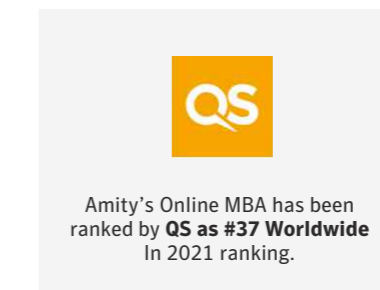 QS
Amity's Online MBA has been
ranked by QS as #37 Worldwide
In 2021 ranking.